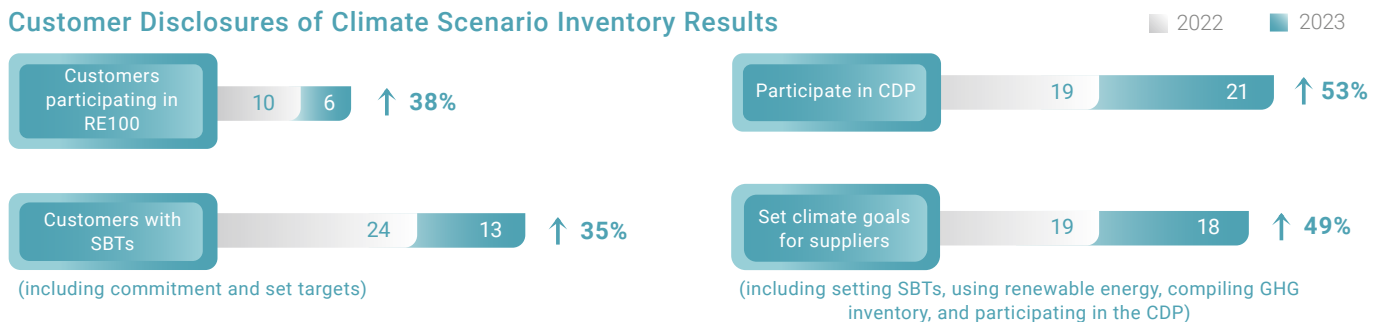 Customer Disclosures of Climate Scenario Inventory Results
2022
2023
Customers
participating in
RE100
10
6
↑ 38%
Participate in CDP
19
21
↑ 53%
Customers with
SBTs
24
13
↑ 35%
(including commitment and set targets)
Set climate goals
for suppliers
19
18
↑ 49%
(including setting SBTs, using renewable energy, compiling GHG
inventory, and participating in the CDP)